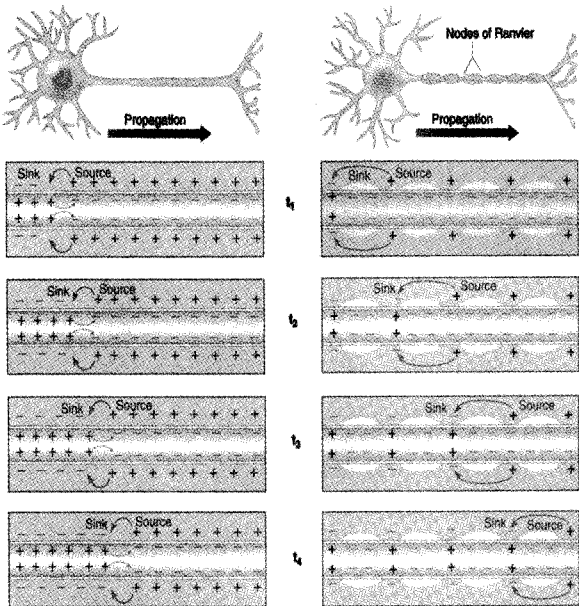 Nodes of Ranvier
Propagation
Propagation
Sink Source
t1
Sink Source
Sink Source
t2
Sink Source
Sink Source
t3
Sink Source
Sink Source
t4
Sink Source